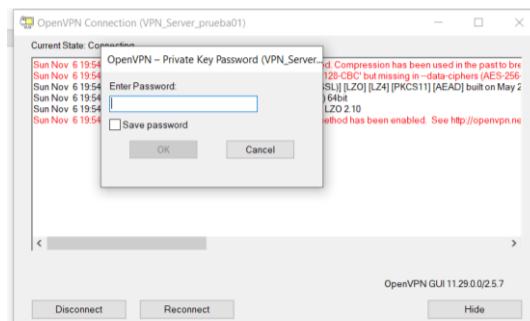 OpenVPN Connection (VPN_Server_prueba01)
Current State: Connecting
OpenVPN – Private Key Password (VPN_Server...
Sun Nov 6 19:54
d. Compression has been used in the past to bre
Sun Nov 6 19:54
128-CBC' but missing in --data-ciphers (AES-256-
Sun Nov 6 19:54
SSL)] [LZO] [LZ4] [PKCS11] [AEAD] built on May 2
Sun Nov 6 19:54
) 64bit
Sun Nov 6 19:54
LZO 2.10
Sun Nov 6 19:54
ethod has been enabled. See http://openvpn.ne
Enter Password:
Save password
OK
Cancel
OpenVPN GUI 11.29.0.0/2.5.7
Disconnect
Reconnect
Hide